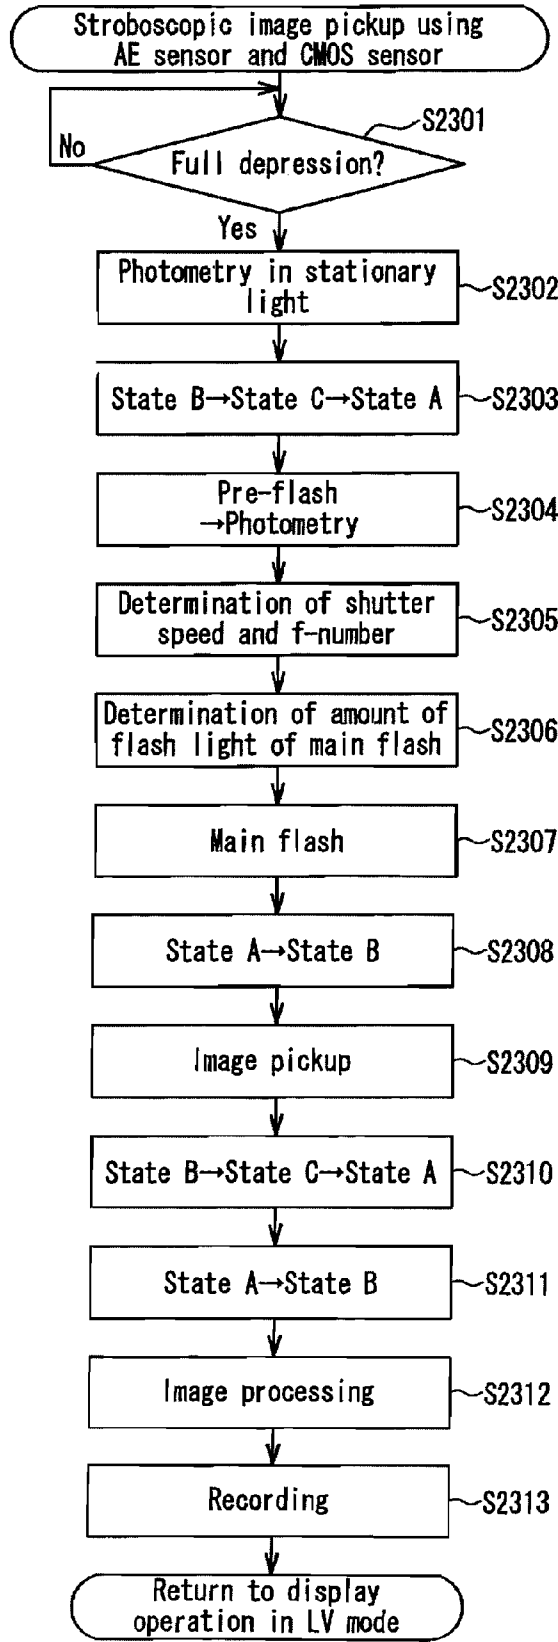 Stroboscopic image pickup using
AE sensor and CMOS sensor
S2301
No
Full depression?
Yes
Photometry in stationary
light
S2302
State B→State C→State A
S2303
Pre-flash
→Photometry
S2304
Determination of shutter
speed and f-number
S2305
Determination of amount of
flash light of main flash
S2306
Main flash
S2307
State A→State B
S2308
Image pickup
S2309
State B→State C→State A
S2310
State A→State B
S2311
Image processing
S2312
Recording
S2313
Return to display
operation in LV mode